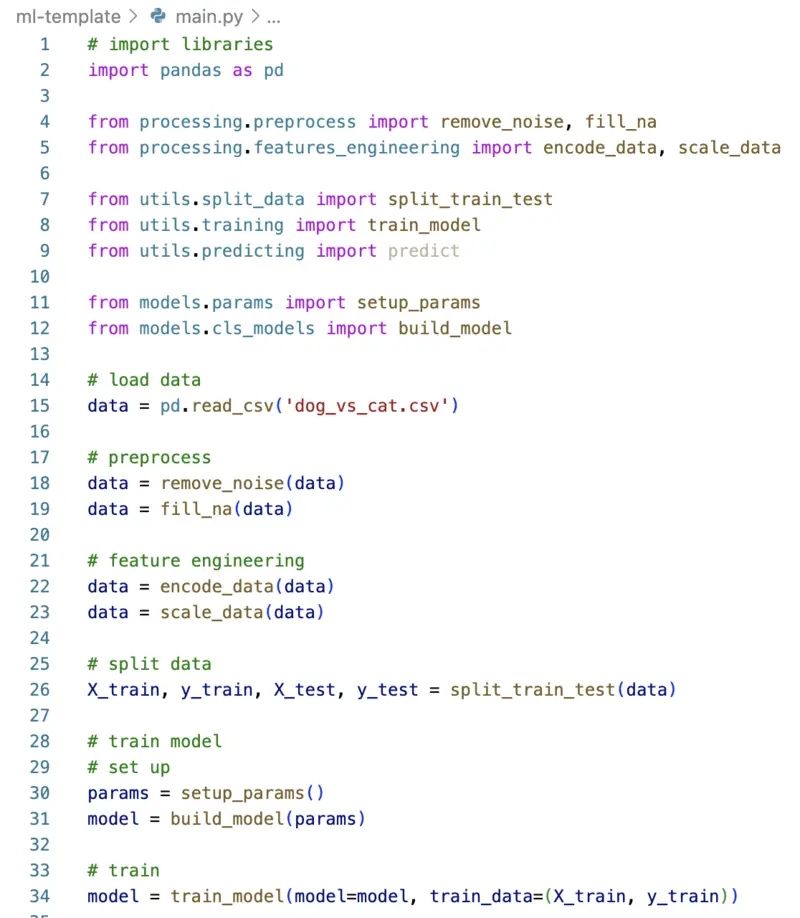 ml-template > main.py > ...
1 # import libraries
2 import pandas as pd
3
4 from processing.preprocess import remove_noise, fill_na
5 from processing.features_engineering import encode_data, scale_data
6
7 from utils.split_data import split_train_test
8 from utils.training import train_model
9 from utils.predicting import predict
10
11 from models.params import setup_params
12 from models.cls_models import build_model
13
14 # load data
15 data = pd.read_csv('dog_vs_cat.csv')
16
17 # preprocess
18 data = remove_noise(data)
19 data = fill_na(data)
20
21 # feature engineering
22 data = encode_data(data)
23 data = scale_data(data)
24
25 # split data
26 X_train, y_train, X_test, y_test = split_train_test(data)
27
28 # train model
29 # set up
30 params = setup_params()
31 model = build_model(params)
32
33 # train
34 model = train_model(model=model, train_data=(X_train, y_train))